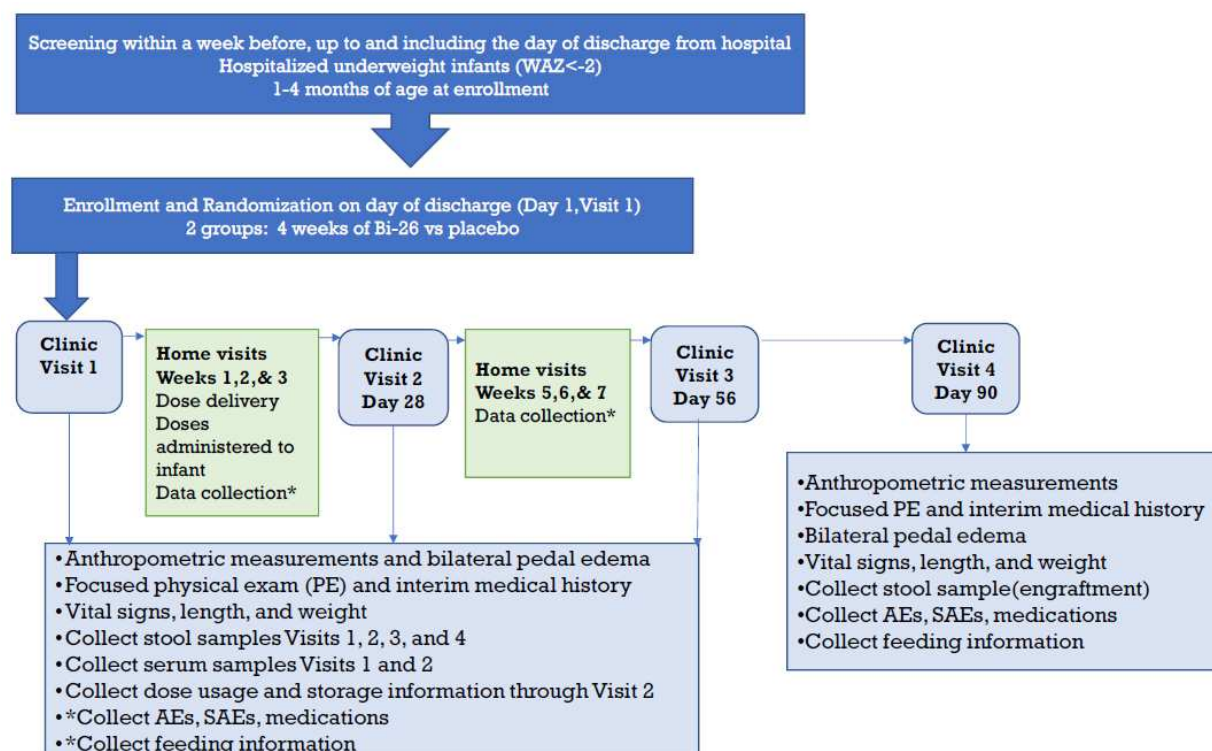 Screening within a week before, up to and including the day of discharge from hospital
Hospitalized underweight infants (WAZ<-2)
1-4 months of age at enrollment
Enrollment and Randomization on day of discharge (Day 1,Visit 1)
2 groups: 4 weeks of Bi-26 vs placebo
Clinic
Visit 1
Home visits
Weeks 1,2,& 3
Dose delivery
Doses
administered to
infant
Data collection*
Clinic
Visit 2
Day 28
Home visits
Weeks 5,6,& 7
Data collection*
Clinic
Visit 3
Day 56
Clinic
Visit 4
Day 90
•Anthropometric measurements and bilateral pedal edema
•Focused physical exam (PE) and interim medical history
•Vital signs, length, and weight
•Collect stool samples Visits 1, 2, 3, and 4
•Collect serum samples Visits 1 and 2
•Collect dose usage and storage information through Visit 2
•*Collect AEs, SAEs, medications
•*Collect feeding information
•Anthropometric measurements
•Focused PE and interim medical history
•Bilateral pedal edema
•Vital signs, length, and weight
•Collect stool sample(engraftment)
•Collect AEs, SAEs, medications
•Collect feeding information